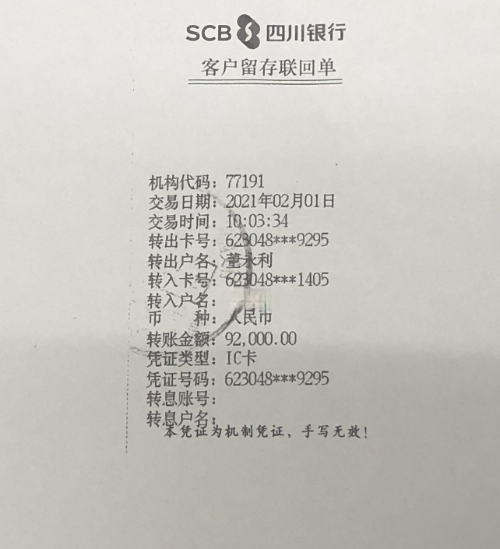 SCB 四川银行
客户留存联回单
机构代码：77191
交易日期：2021年02月01日
交易时间：10:03:34
转出卡号：623048***9295
转出户名：董永利
转入卡号：623048***1405
转入户名：
币 种：人民币
转账金额：92,000.00
凭证类型：IC卡
凭证号码：623048***9295
转息账号：
转息户名：
本凭证为机制凭证，手写无效！